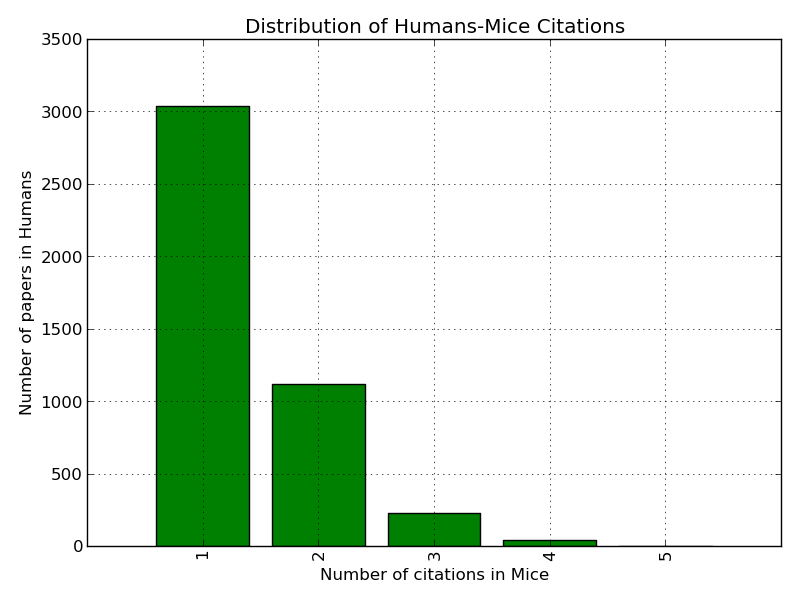 Distribution of Humans-Mice Citations
3500
3000
2500
2000
1500
1000
500
0
Number of papers in Humans
1 2 3 4 5
Number of citations in Mice